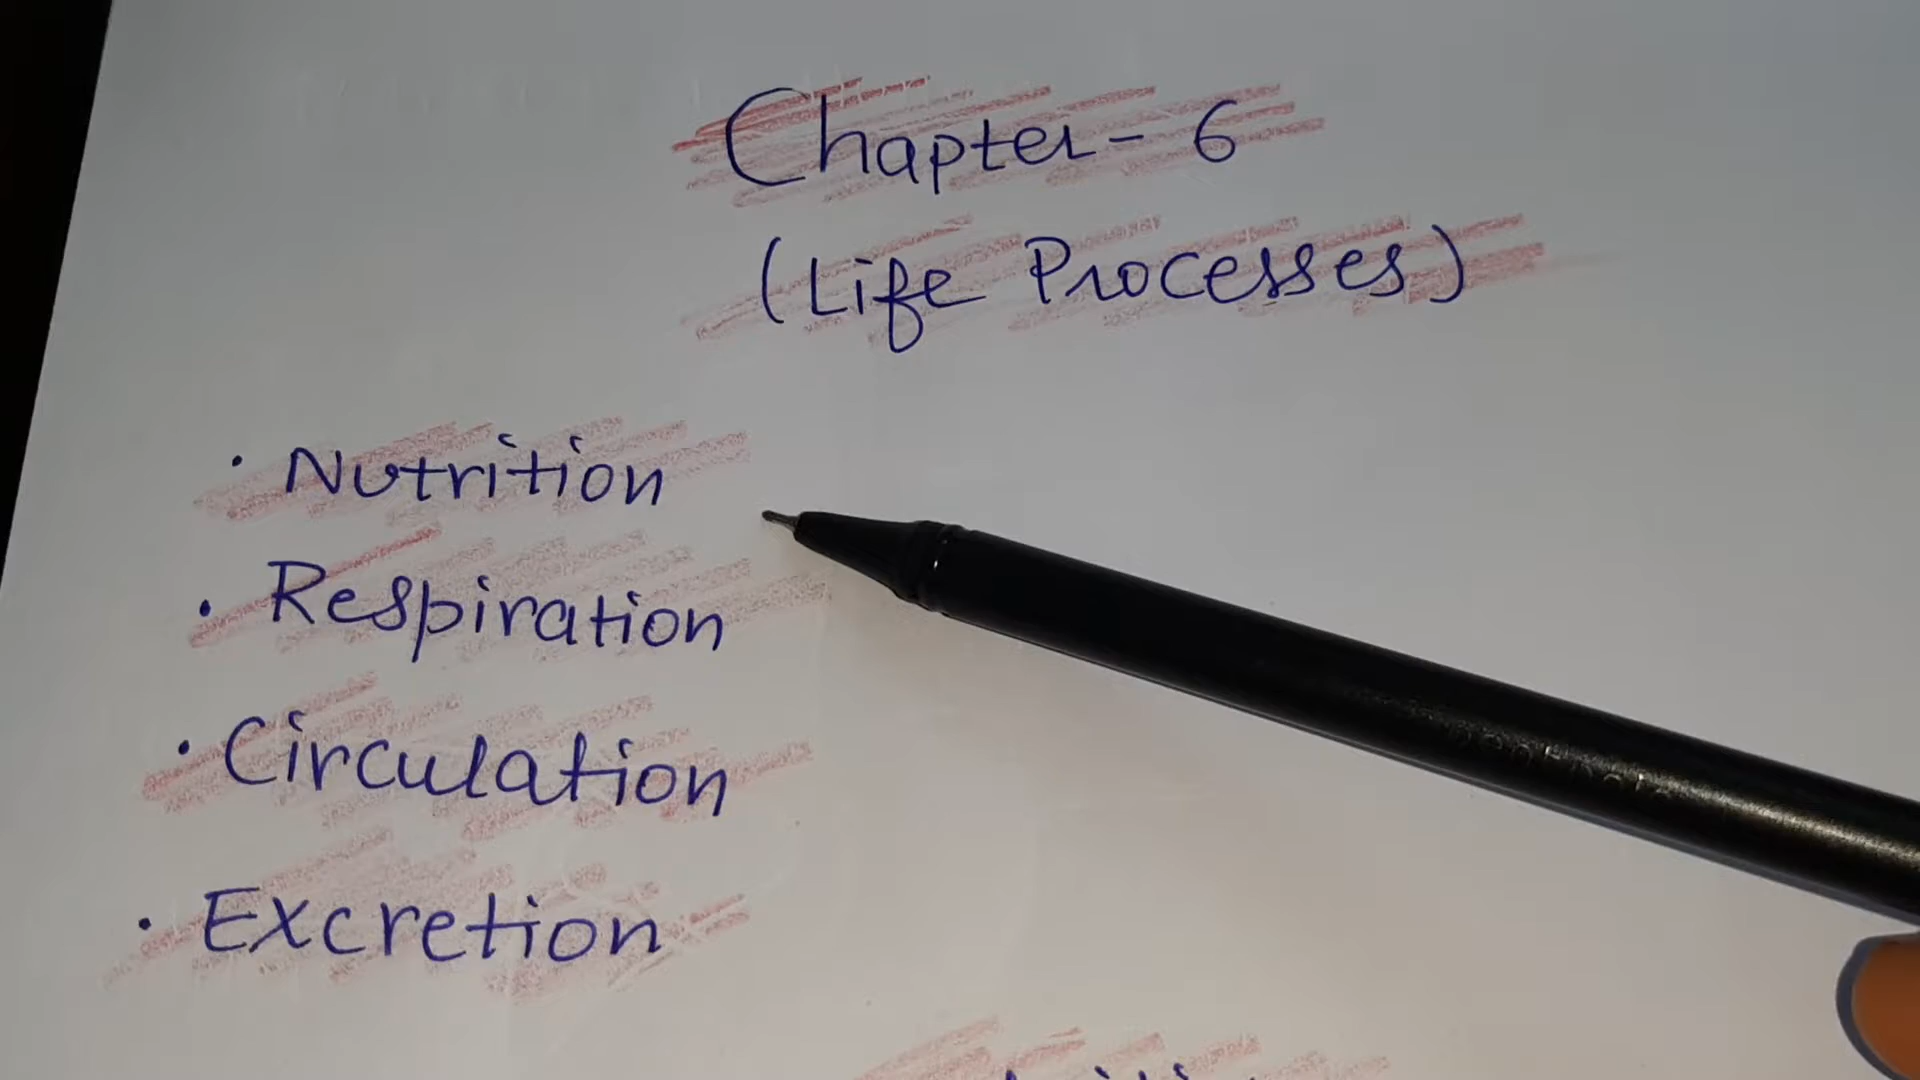 Chapter - 6
(Life Processes)
· Nutrition
· Respiration
· Circulation
· Excretion